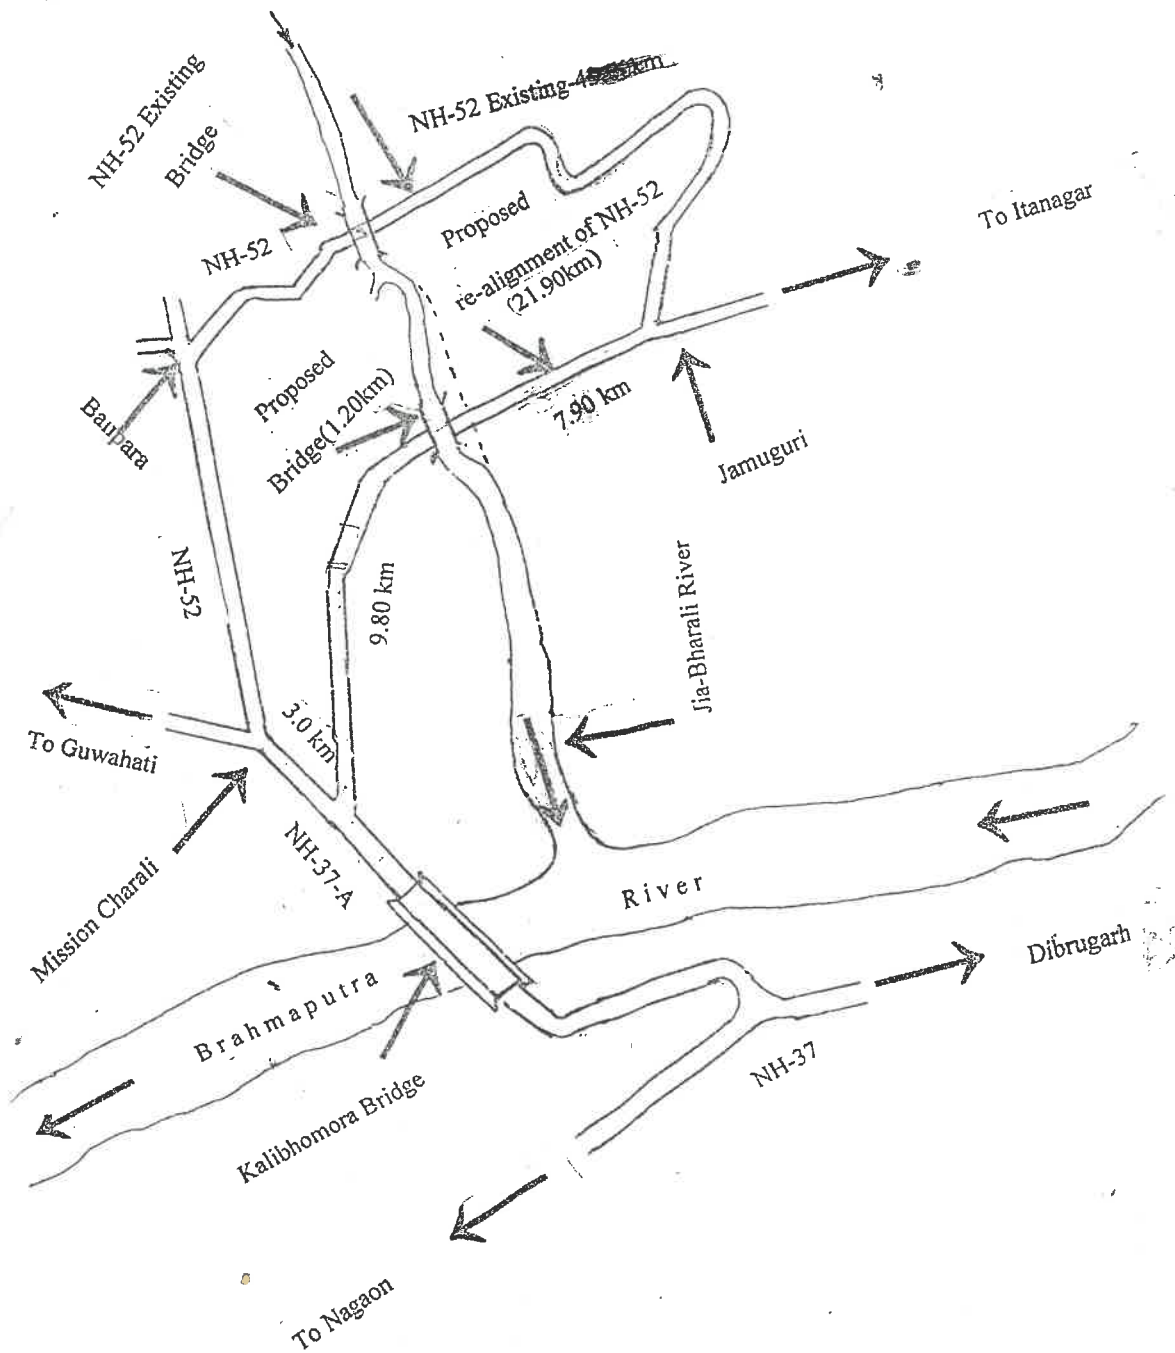 NH-52 Existing
Bridge
NH-52 Existing
NH-52
Proposed
re-alignment of NH-52
(21.90km)
To Itanagar
Proposed
Bridge(1.20km)
7.90 km
Baupara
Jamuguri
NH-52
9.80 km
Jia-Bharali River
3.0 km
To Guwahati
NH-37-A
Mission Charali
River
Dibrugarh
Brahmaputra
NH-37
Kalibhomora Bridge
To Nagaon